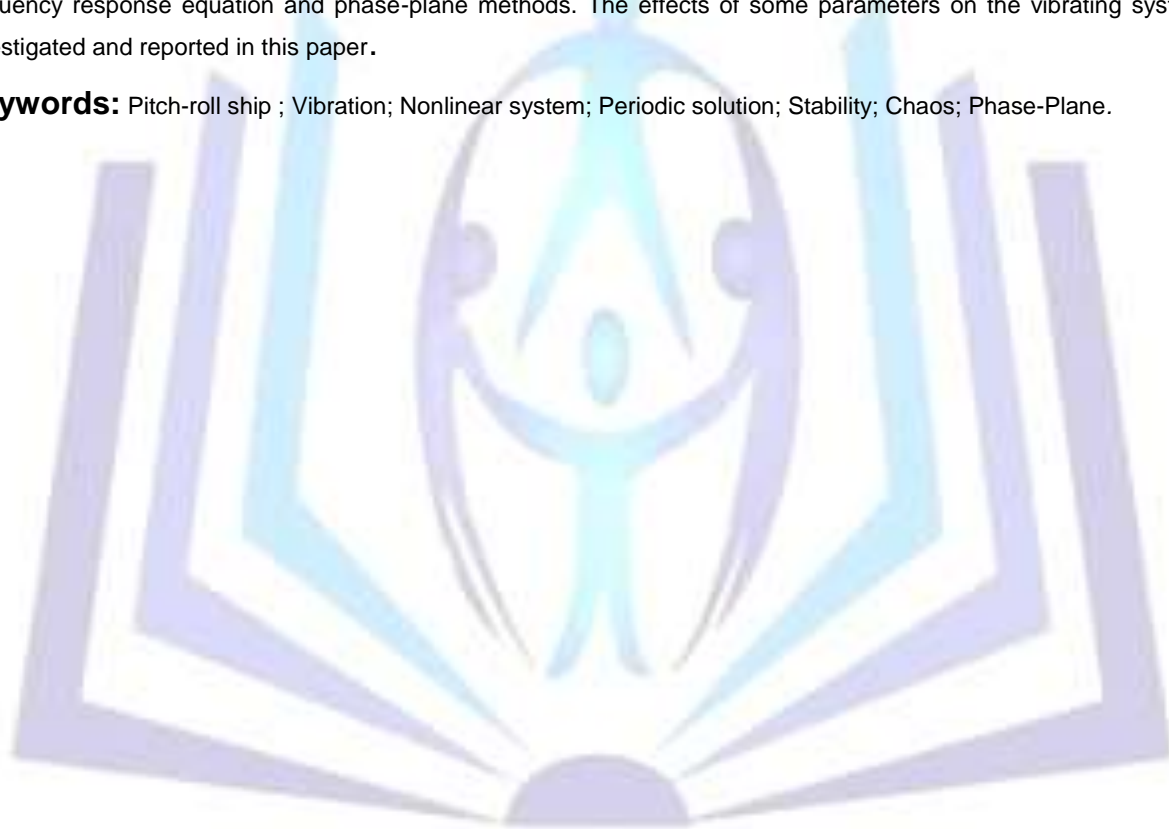 uency response equation and phase-plane methods. The effects of some parameters on the vibrating sys
estigated and reported in this paper.
ywords: Pitch-roll ship ; Vibration; Nonlinear system; Periodic solution; Stability; Chaos; Phase-Plane.